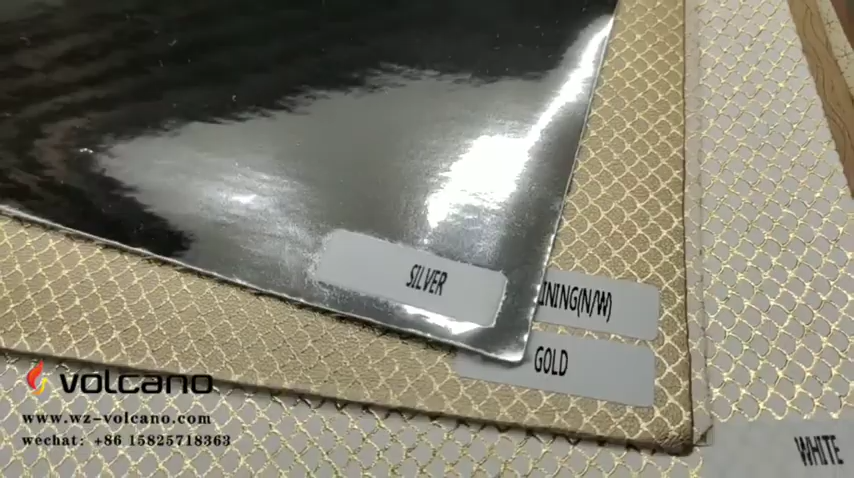 SILVER
INING(N/W)
GOLD
WHITE
volcano
www.wz-volcano.com
wechat: +86 15825718363